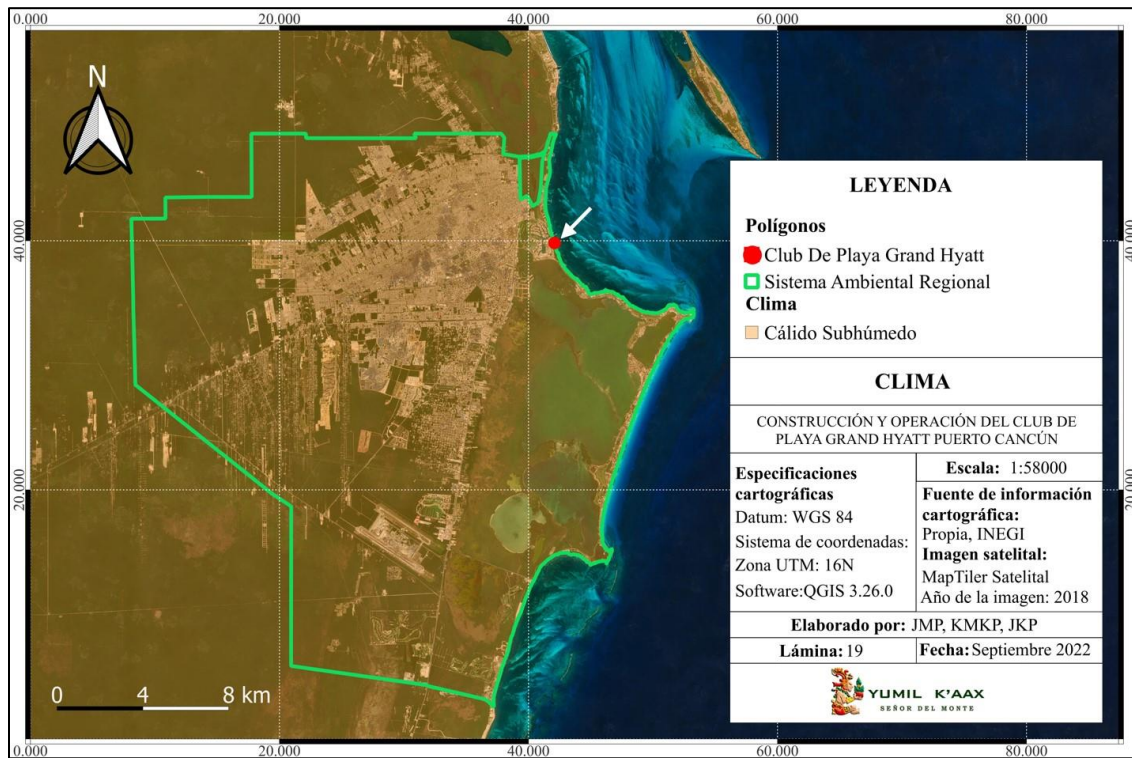 0.000 20.000 40.000 60.000 80.000
N
40.000
20.000
40.000
20.000
LEYENDA
Polígonos
Club De Playa Grand Hyatt
Sistema Ambiental Regional
Clima
Cálido Subhúmedo
CLIMA
CONSTRUCCIÓN Y OPERACIÓN DEL CLUB DE
PLAYA GRAND HYATT PUERTO CANCÚN
Especificaciones
cartográficas
Datum: WGS 84
Sistema de coordenadas:
Zona UTM: 16N
Software:QGIS 3.26.0
Escala: 1:58000
Fuente de información
cartográfica:
Propia, INEGI
Imagen satelital:
MapTiler Satelital
Año de la imagen: 2018
Elaborado por: JMP, KMKP, JKP
Lámina: 19
Fecha: Septiembre 2022
YUMIL K'AAX
SEÑOR DEL MONTE
0 4 8 km
0.000 20.000 40.000 60.000 80.000